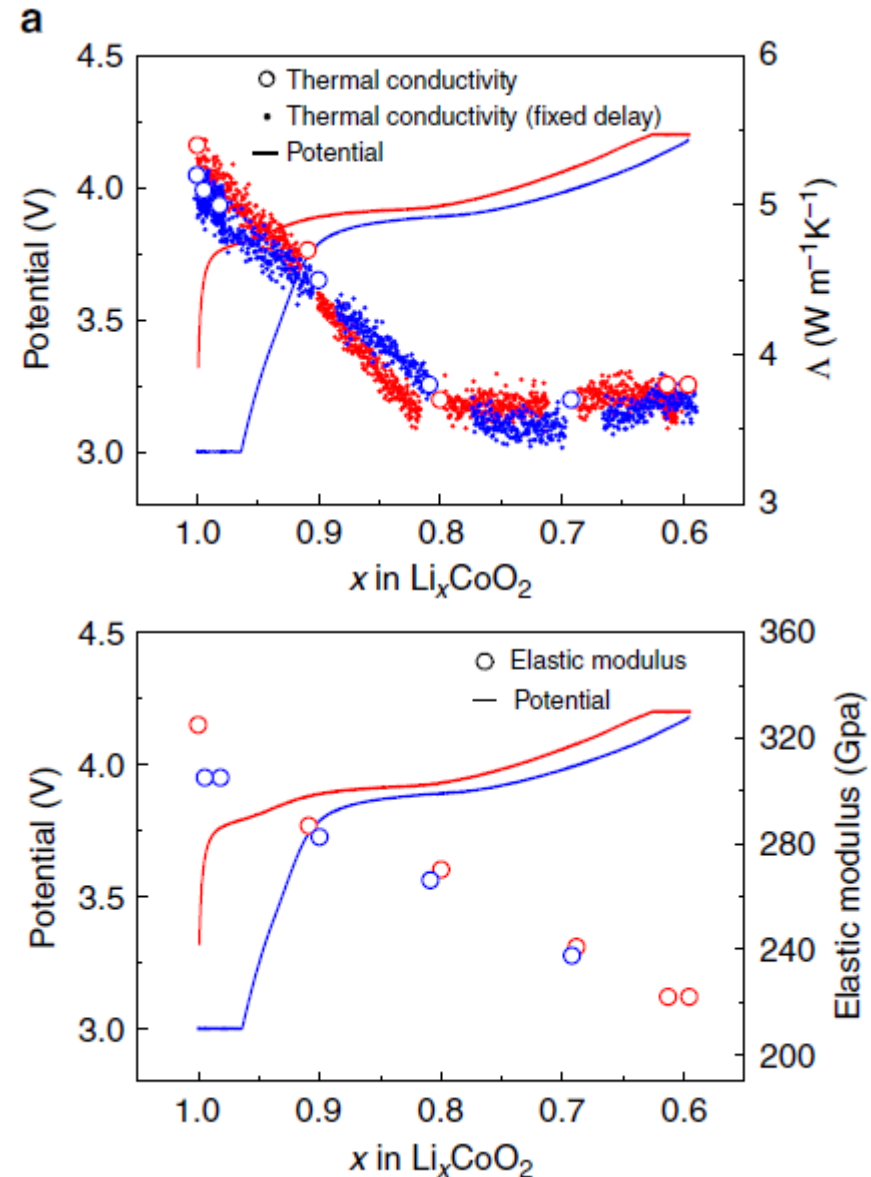 a
4.5
4.0
3.5
3.0
Potential (V)
Thermal conductivity
Thermal conductivity (fixed delay)
Potential
6
5
4
3
Λ (W m⁻¹K⁻¹)
1.0 0.9 0.8 0.7 0.6
x in LiₓCoO₂
4.5
4.0
3.5
3.0
Potential (V)
Elastic modulus
Potential
360
320
280
240
200
Elastic modulus (Gpa)
1.0 0.9 0.8 0.7 0.6
x in LiₓCoO₂